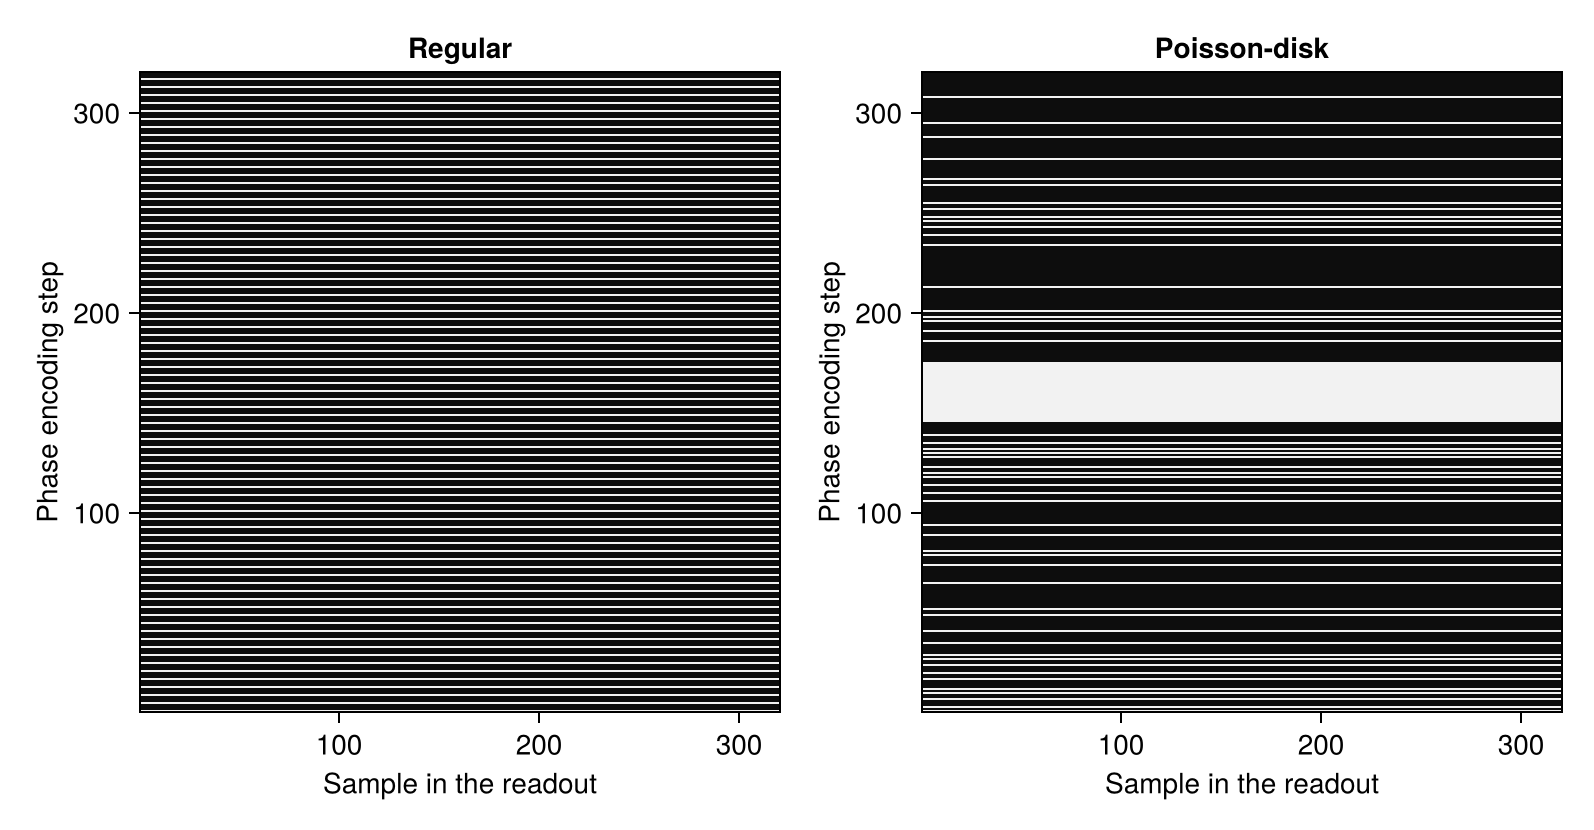 Regular
Phase encoding step
300
200
100
100 200 300
Sample in the readout
Poisson-disk
Phase encoding step
300
200
100
100 200 300
Sample in the readout